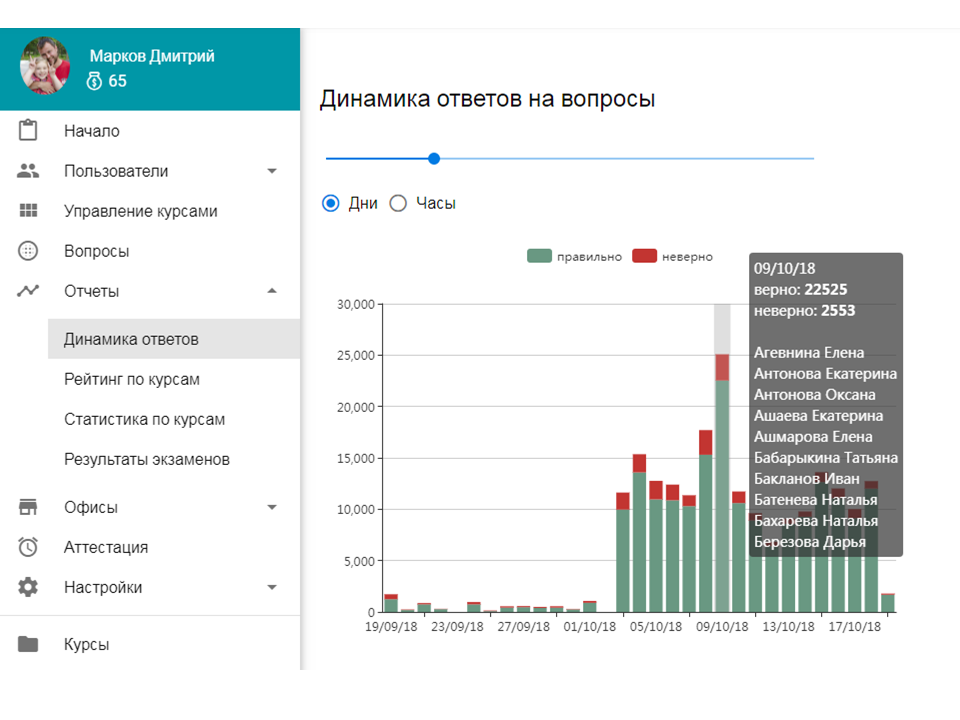 Марков Дмитрий
65
Начало
Пользователи
Управление курсами
Вопросы
Отчеты
Динамика ответов
Рейтинг по курсам
Статистика по курсам
Результаты экзаменов
Офисы
Аттестация
Настройки
Курсы
Динамика ответов на вопросы
Дни Часы
правильно неверно
30,000
25,000
20,000
15,000
10,000
5,000
0
19/09/18 23/09/18 27/09/18 01/10/18 05/10/18 09/10/18 13/10/18 17/10/18
09/10/18
верно: 22525
неверно: 2553
Агевнина Елена
Антонова Екатерина
Антонова Оксана
Ашаева Екатерина
Ашмарова Елена
Бабарыкина Татьяна
Бакланов Иван
Батенева Наталья
Бахарева Наталья
Березова Дарья